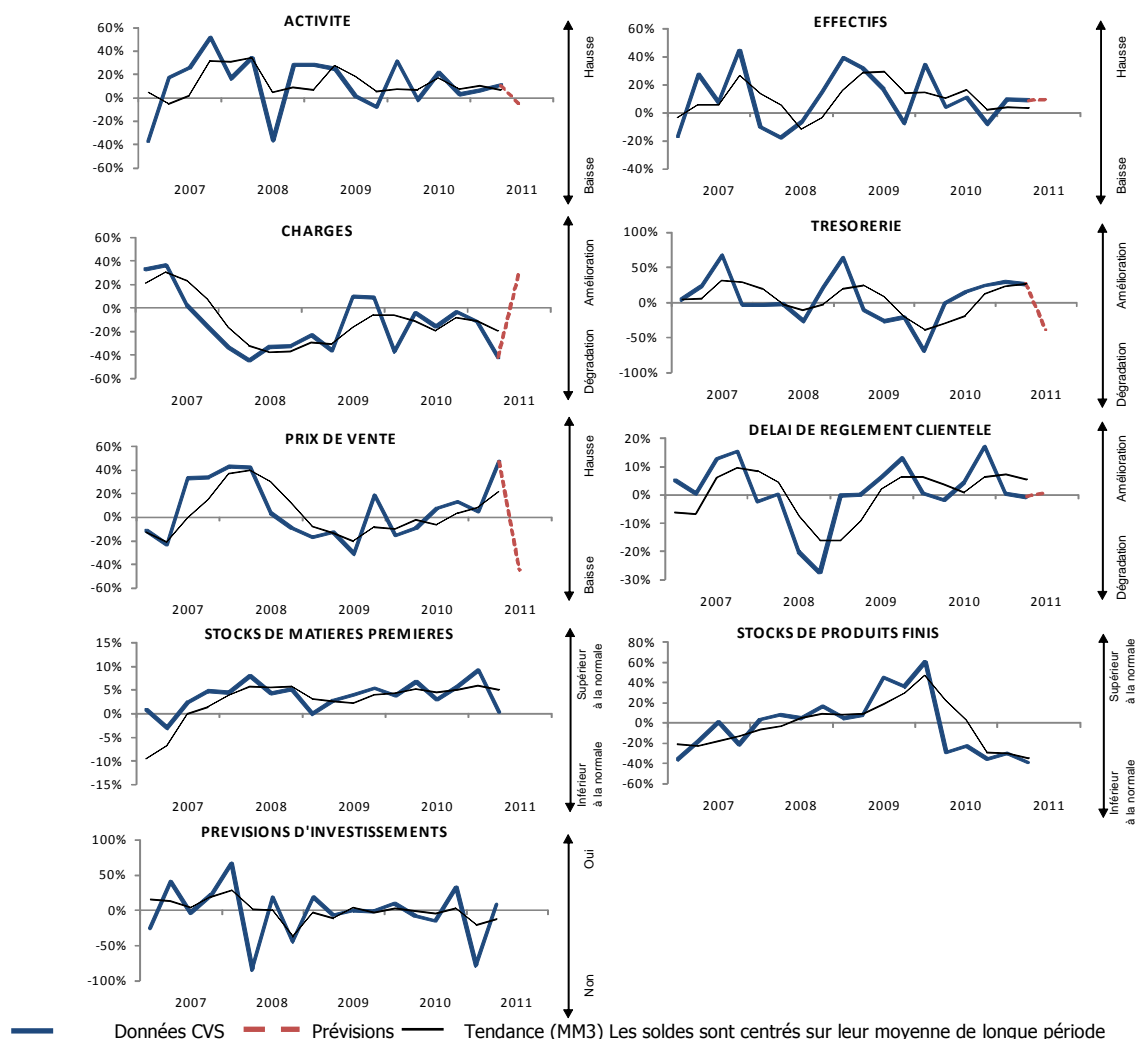 ACTIVITE
60%
40%
20%
0%
-20%
-40%
-60%
2007 2008 2009 2010 2011
Hausse
Baisse
EFFECTIFS
60%
40%
20%
0%
-20%
-40%
2007 2008 2009 2010 2011
Hausse
Baisse
CHARGES
60%
40%
20%
0%
-20%
-40%
-60%
2007 2008 2009 2010 2011
Amélioration
Dégradation
TRESORERIE
100%
50%
0%
-50%
-100%
2007 2008 2009 2010 2011
Amélioration
Dégradation
PRIX DE VENTE
60%
40%
20%
0%
-20%
-40%
-60%
2007 2008 2009 2010 2011
Hausse
Baisse
DELAI DE REGLEMENT CLIENTELE
20%
10%
0%
-10%
-20%
-30%
2007 2008 2009 2010 2011
Amélioration
Dégradation
STOCKS DE MATIERES PREMIERES
15%
10%
5%
0%
-5%
-10%
-15%
2007 2008 2009 2010 2011
Supérieur
à la normale
Inférieur
à la normale
STOCKS DE PRODUITS FINIS
80%
60%
40%
20%
0%
-20%
-40%
-60%
2007 2008 2009 2010 2011
Supérieur
à la normale
Inférieur
à la normale
PREVISIONS D'INVESTISSEMENTS
100%
50%
0%
-50%
-100%
2007 2008 2009 2010 2011
Oui
Non
Données CVS Prévisions Tendance (MM3) Les soldes sont centrés sur leur moyenne de longue période